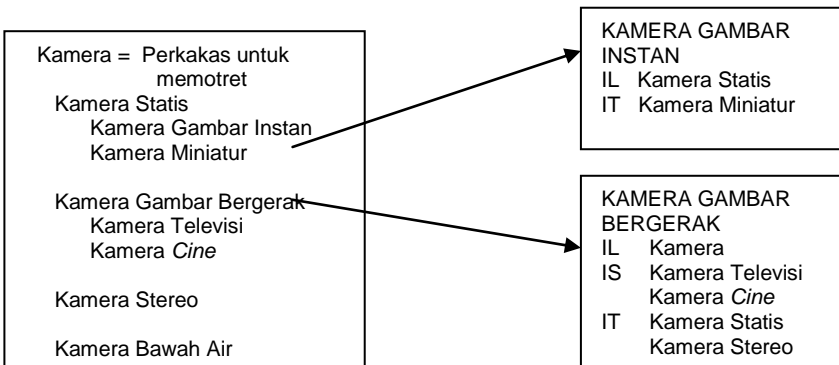 Kamera = Perkakas untuk
memotret
Kamera Statis
Kamera Gambar Instan
Kamera Miniatur
Kamera Gambar Bergerak
Kamera Televisi
Kamera Cine
Kamera Stereo
Kamera Bawah Air
KAMERA GAMBAR
INSTAN
IL Kamera Statis
IT Kamera Miniatur
KAMERA GAMBAR
BERGERAK
IL Kamera
IS Kamera Televisi
Kamera Cine
IT Kamera Statis
Kamera Stereo